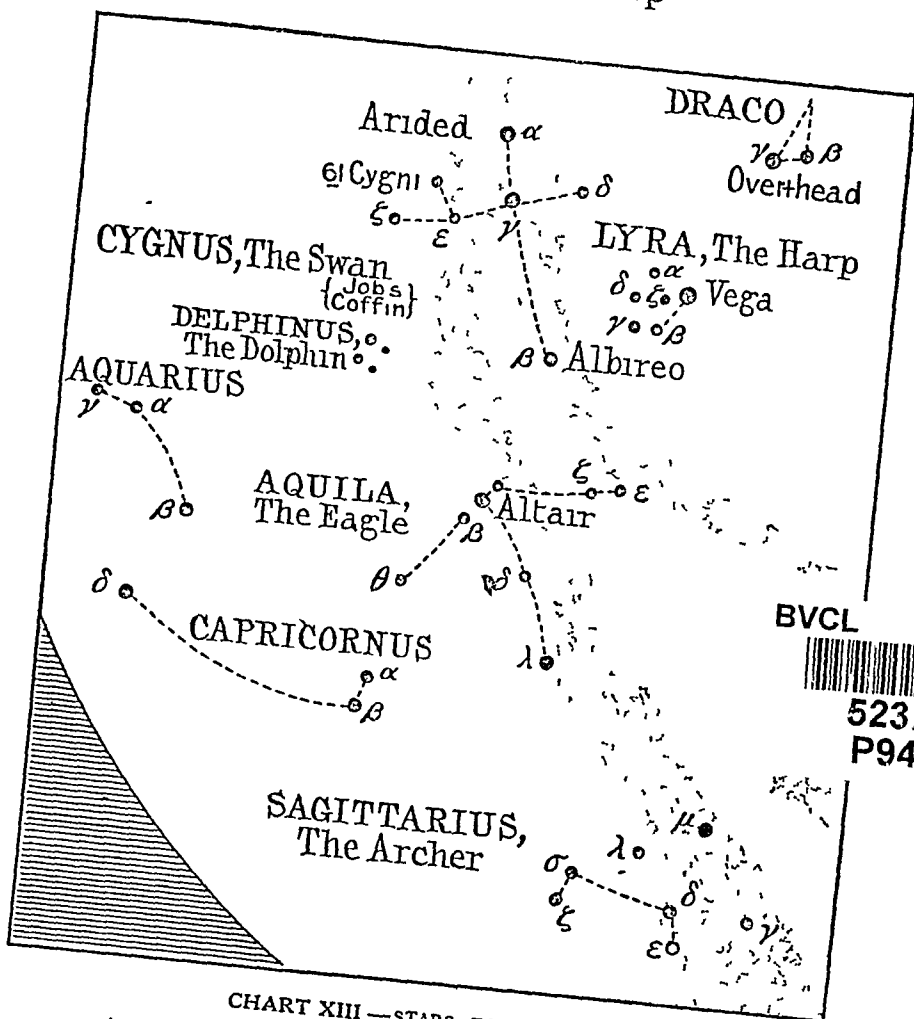 DRACO
Arided α
γ β
Overhead
61 Cygni
δ
ζ
ε
γ
LYRA, The Harp
CYGNUS, The Swan
α
δ ξ Vega
{Jobs}
{Coffin}
γ β
DELPHINUS,
The Dolphin
β Albireo
AQUARIUS
γ α
ζ ε
AQUILA,
The Eagle
Altair
β
β
θ
δ
δ
BVCL
CAPRICORNUS
λ
α
β
523.
P94
SAGITTARIUS,
The Archer
μ
λ
σ
δ
ζ
γ
ε
CHART XIII.—STARS